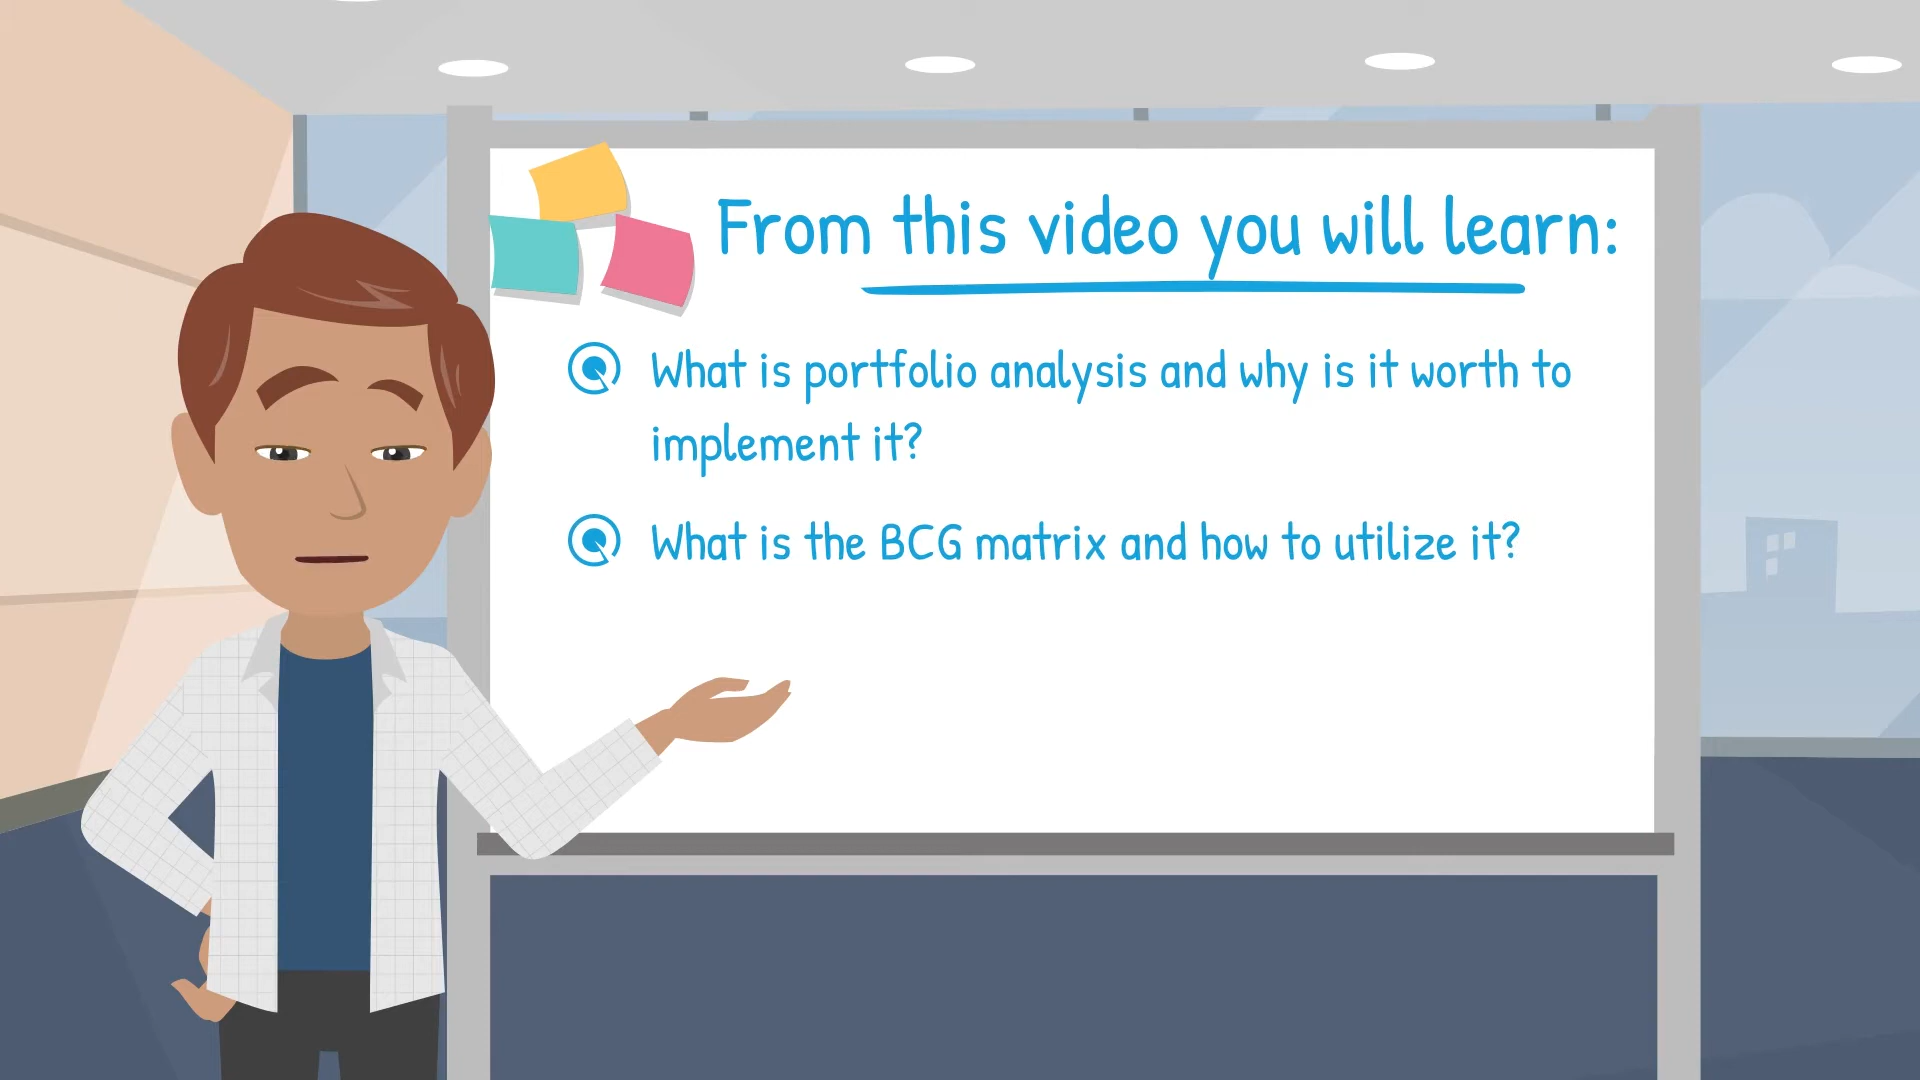 From this video you will learn:
What is portfolio analysis and why is it worth to
implement it?
What is the BCG matrix and how to utilize it?